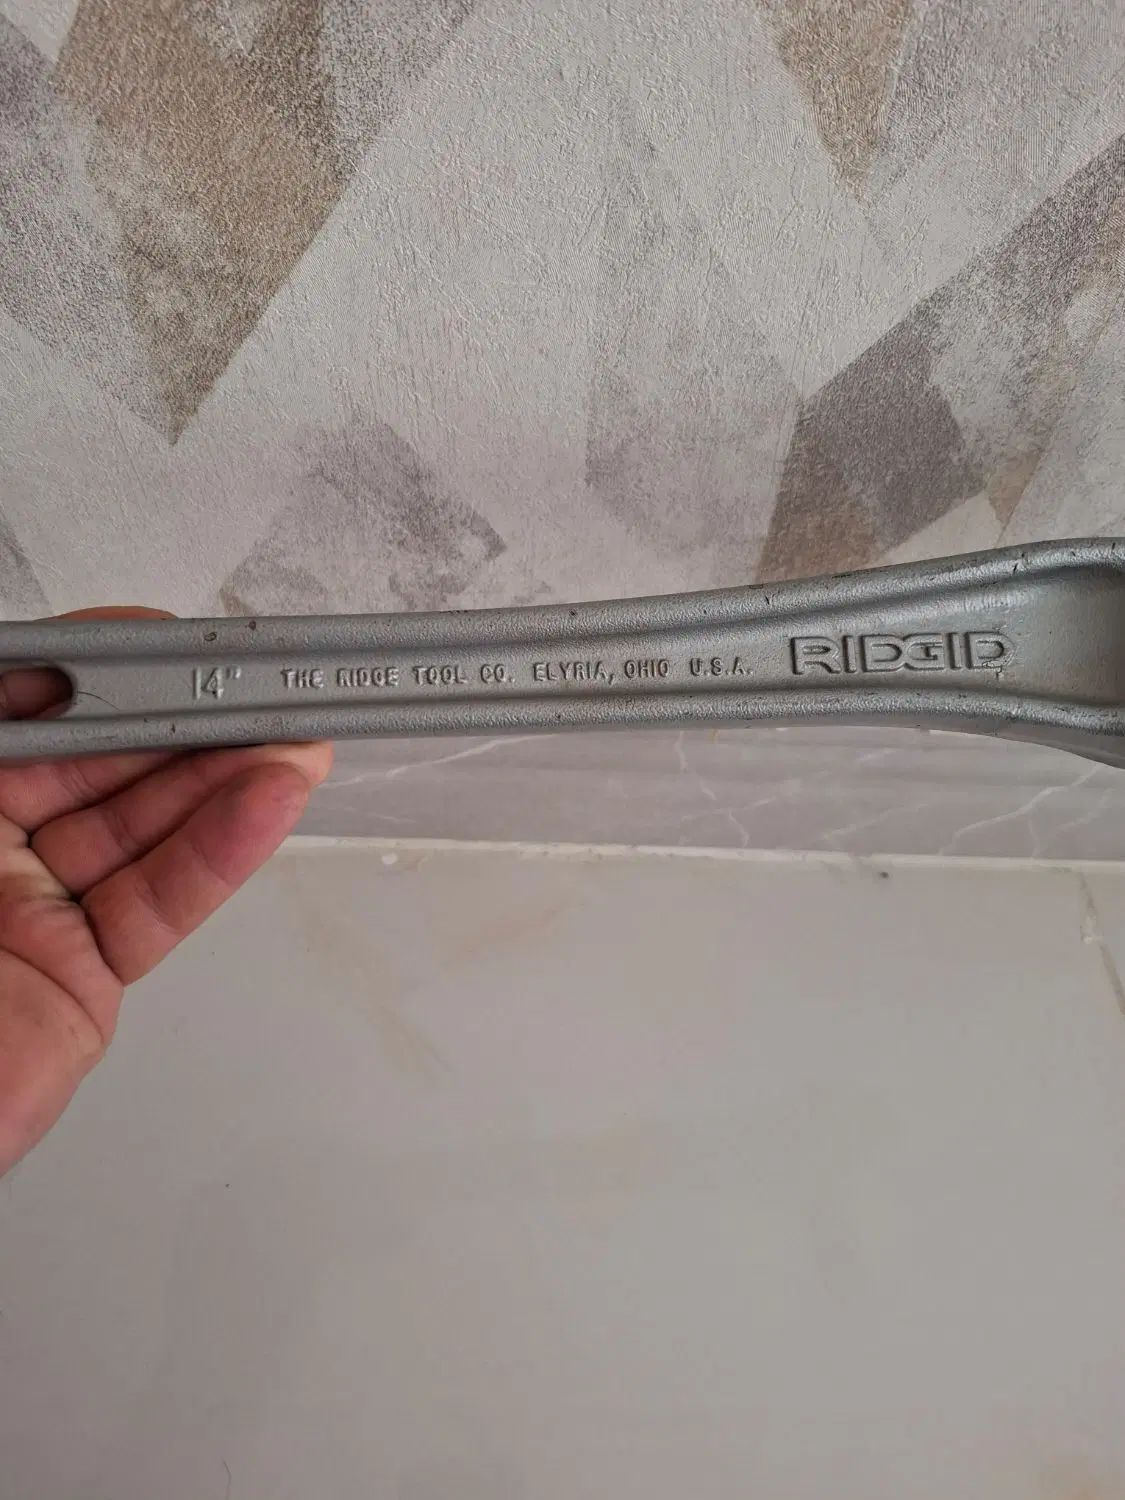 14" THE RIDGE TOOL CO. ELYRIA, OHIO U.S.A. RIDGID